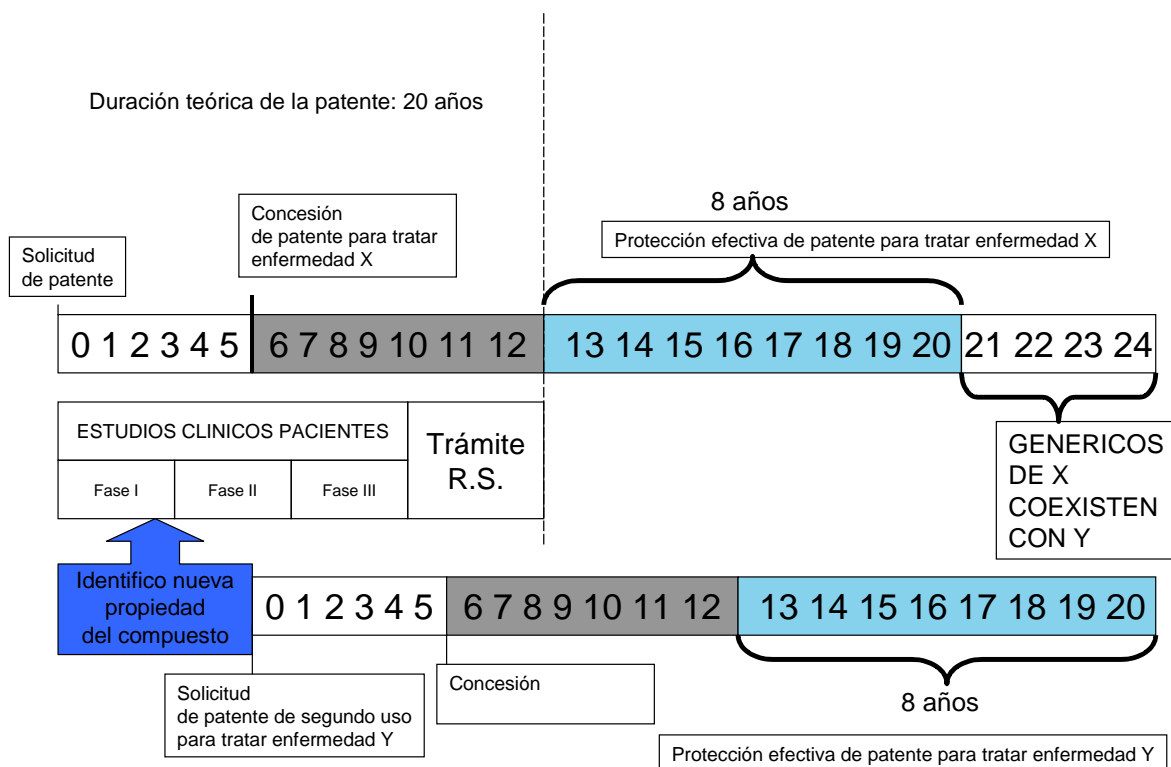 Duración teórica de la patente: 20 años
8 años
Concesión
de patente para tratar
enfermedad X
Protección efectiva de patente para tratar enfermedad X
Solicitud
de patente
0 1 2 3 4 5 6 7 8 9 10 11 12 13 14 15 16 17 18 19 20 21 22 23 24
ESTUDIOS CLINICOS PACIENTES
Fase I Fase II Fase III
Trámite
R.S.
GENERICOS
DE X
COEXISTEN
CON Y
Identifico nueva
propiedad
del compuesto
0 1 2 3 4 5 6 7 8 9 10 11 12 13 14 15 16 17 18 19 20
Solicitud
de patente de segundo uso
para tratar enfermedad Y
Concesión
8 años
Protección efectiva de patente para tratar enfermedad Y